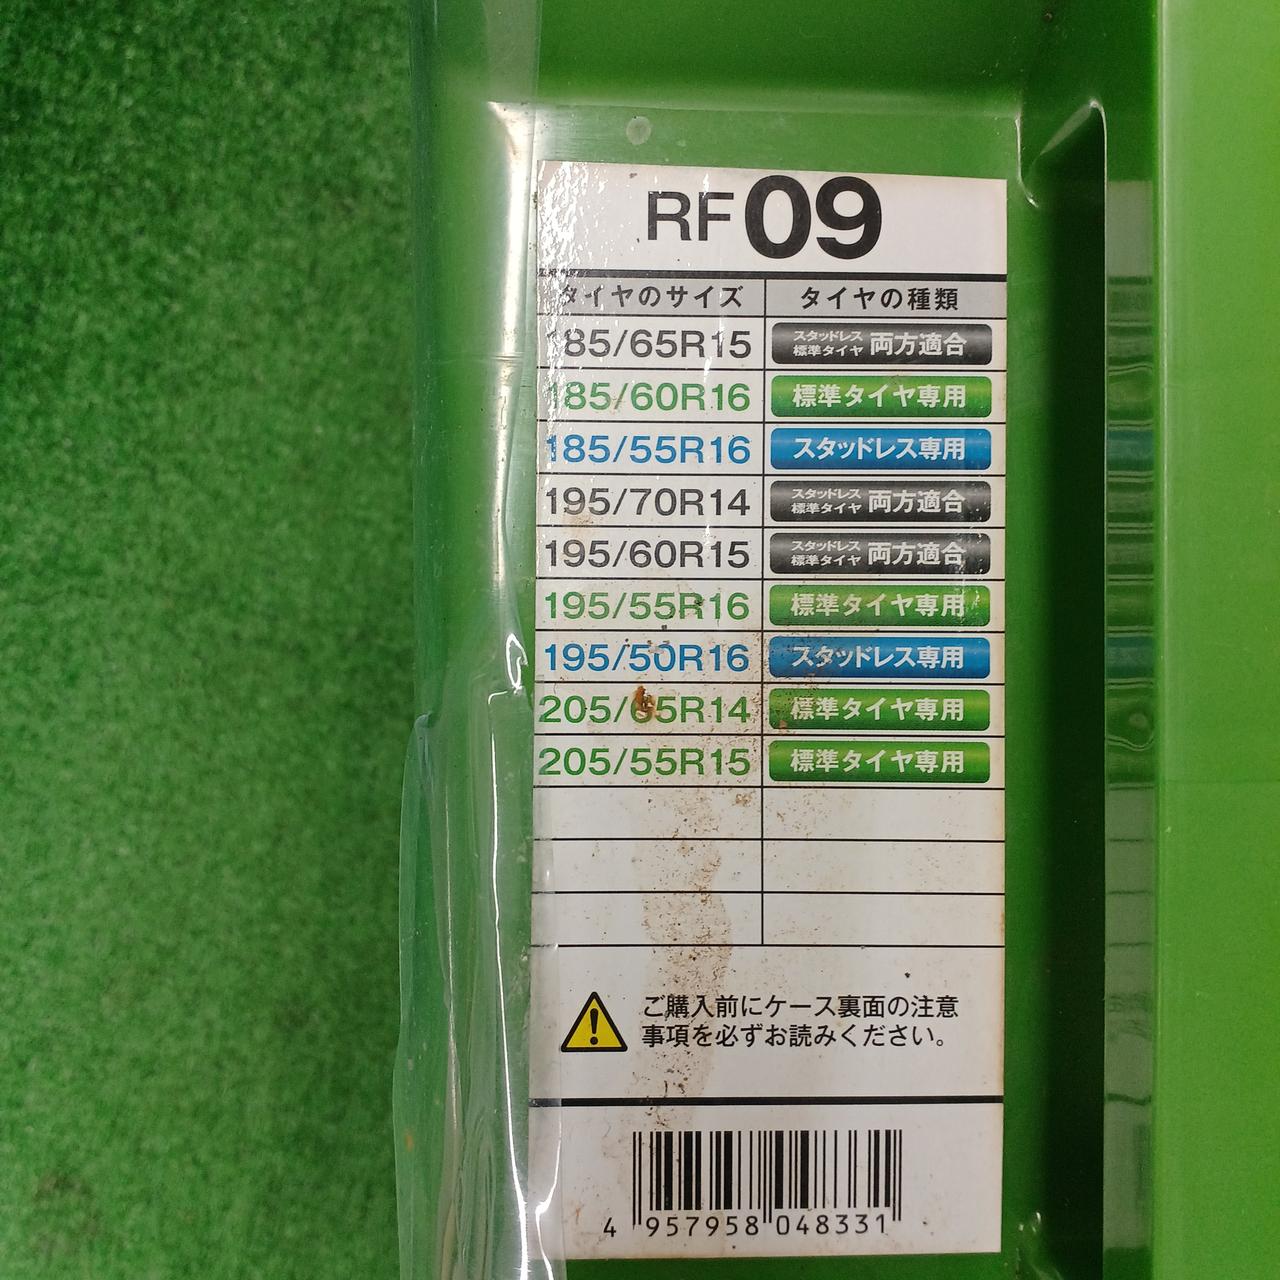 RF09
タイヤのサイズ タイヤの種類
185/65R15 スタッドレス 標準タイヤ 両方適合
185/60R16 標準タイヤ専用
185/55R16 スタッドレス専用
195/70R14 スタッドレス 標準タイヤ 両方適合
195/60R15 スタッドレス 標準タイヤ 両方適合
195/55R16 標準タイヤ専用
195/50R16 スタッドレス専用
205/65R14 標準タイヤ専用
205/55R15 標準タイヤ専用
ご購入前にケース裏面の注意
事項を必ずお読みください。
4 957958 048331